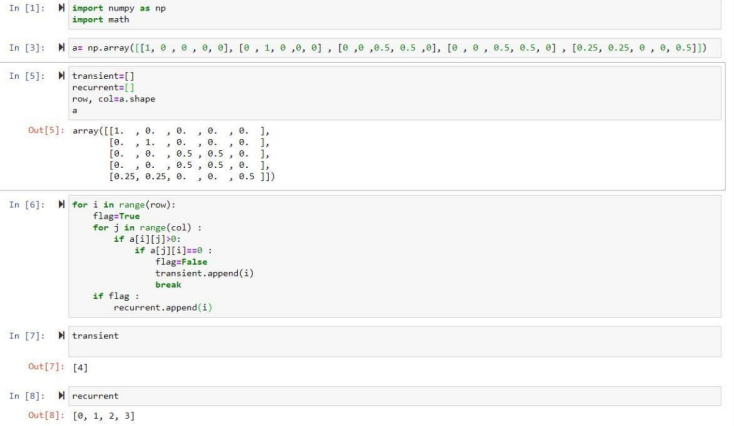 In [1]: import numpy as np
import math
In [3]: a= np.array([[1, 0 , 0 , 0, 0], [0 , 1, 0 ,0, 0] , [0 ,0 ,0.5, 0.5 ,0], [0 , 0 , 0.5, 0.5, 0] , [0.25, 0.25, 0 , 0, 0.5]])
In [5]: transient=[]
recurrent=[]
row, col=a.shape
a
Out[5]: array([[1. , 0. , 0. , 0. , 0. ],
[0. , 1. , 0. , 0. , 0. ],
[0. , 0. , 0.5 , 0.5 , 0. ],
[0. , 0. , 0.5 , 0.5 , 0. ],
[0.25, 0.25, 0. , 0. , 0.5 ]])
In [6]: for i in range(row):
flag=True
for j in range(col) :
if a[i][j]>0:
if a[j][i]==0 :
flag=False
transient.append(i)
break
if flag :
recurrent.append(i)
In [7]: transient
Out[7]: [4]
In [8]: recurrent
Out[8]: [0, 1, 2, 3]